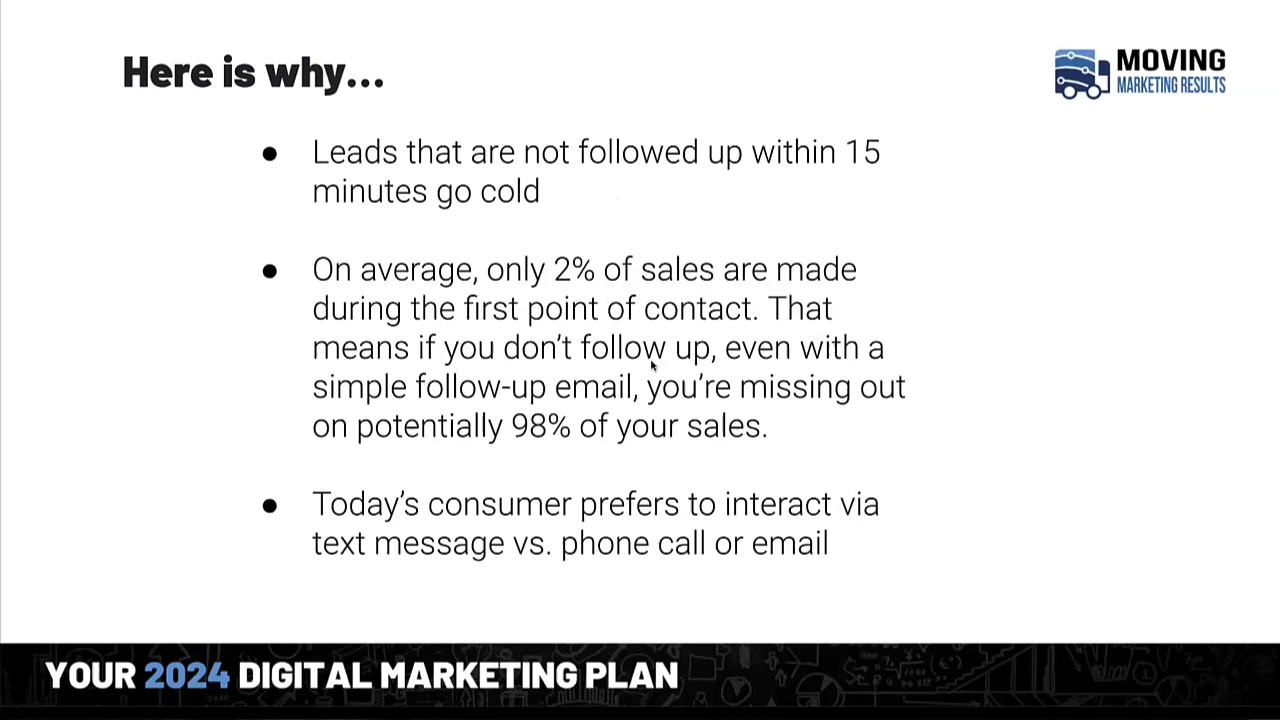 Here is why...
MOVING
MARKETING RESULTS
● Leads that are not followed up within 15
minutes go cold
● On average, only 2% of sales are made
during the first point of contact. That
means if you don’t follow up, even with a
simple follow-up email, you’re missing out
on potentially 98% of your sales.
● Today’s consumer prefers to interact via
text message vs. phone call or email
YOUR 2024 DIGITAL MARKETING PLAN